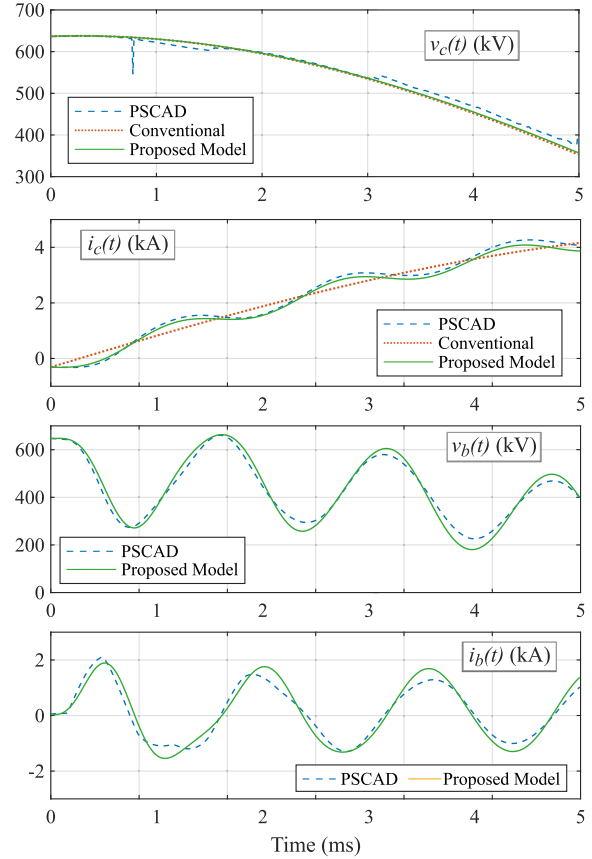 700
600
500
400
300
v_c(t) (kV)
PSCAD
Conventional
Proposed Model
0 1 2 3 4 5
4
2
0
i_c(t) (kA)
PSCAD
Conventional
Proposed Model
0 1 2 3 4 5
600
400
200
0
v_b(t) (kV)
PSCAD
Proposed Model
0 1 2 3 4 5
2
0
-2
i_b(t) (kA)
PSCAD Proposed Model
0 1 2 3 4 5
Time (ms)